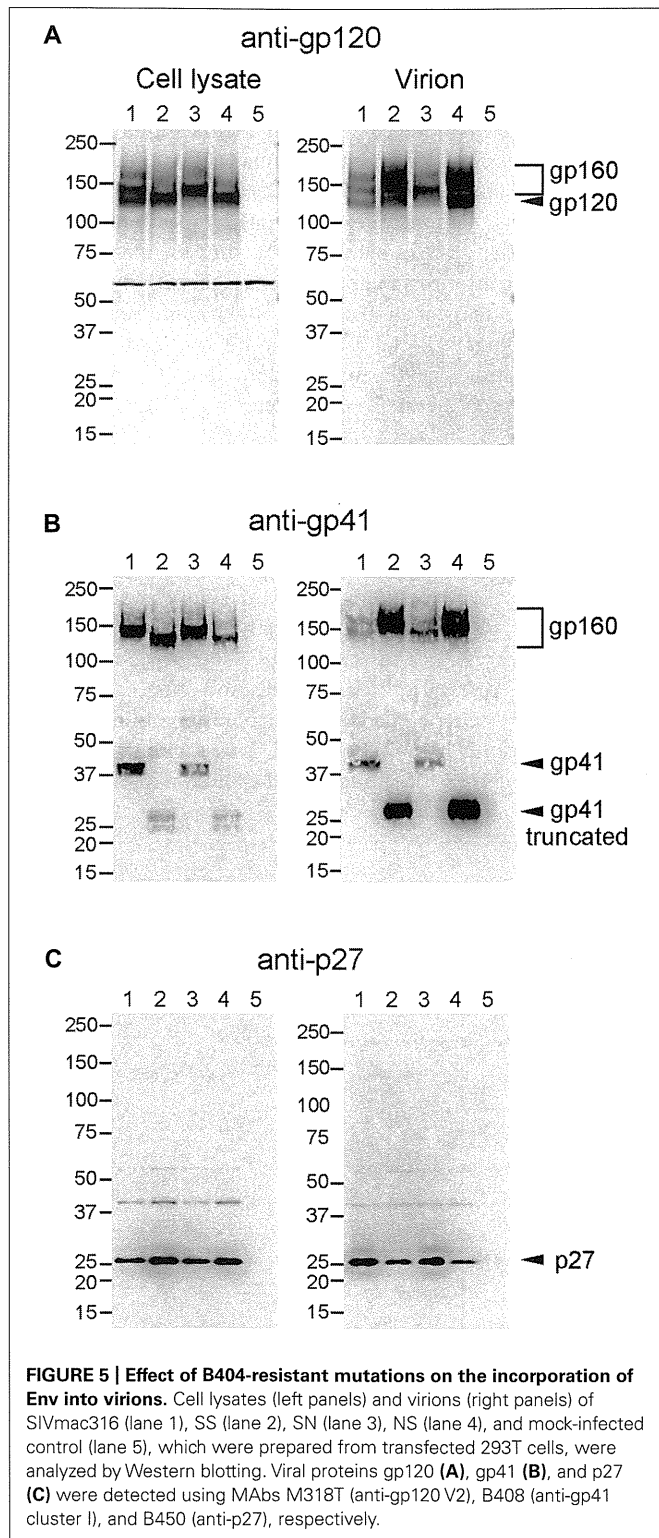 A
anti-gp120
Cell lysate
Virion
1 2 3 4 5
1 2 3 4 5
250
150
100
75
50
37
25
20
15
250
150
100
75
50
37
25
20
15
gp160
gp120
B
anti-gp41
1 2 3 4 5
1 2 3 4 5
250
150
100
75
50
37
25
20
15
250
150
100
75
50
37
25
20
15
gp160
gp41
gp41
truncated
C
anti-p27
1 2 3 4 5
1 2 3 4 5
250
150
100
75
50
37
25
20
15
250
150
100
75
50
37
25
20
15
p27
FIGURE 5 | Effect of B404-resistant mutations on the incorporation of
Env into virions. Cell lysates (left panels) and virions (right panels) of
SIVmac316 (lane 1), SS (lane 2), SN (lane 3), NS (lane 4), and mock-infected
control (lane 5), which were prepared from transfected 293T cells, were
analyzed by Western blotting. Viral proteins gp120 (A), gp41 (B), and p27
(C) were detected using MAbs M318T (anti-gp120 V2), B408 (anti-gp41
cluster I), and B450 (anti-p27), respectively.